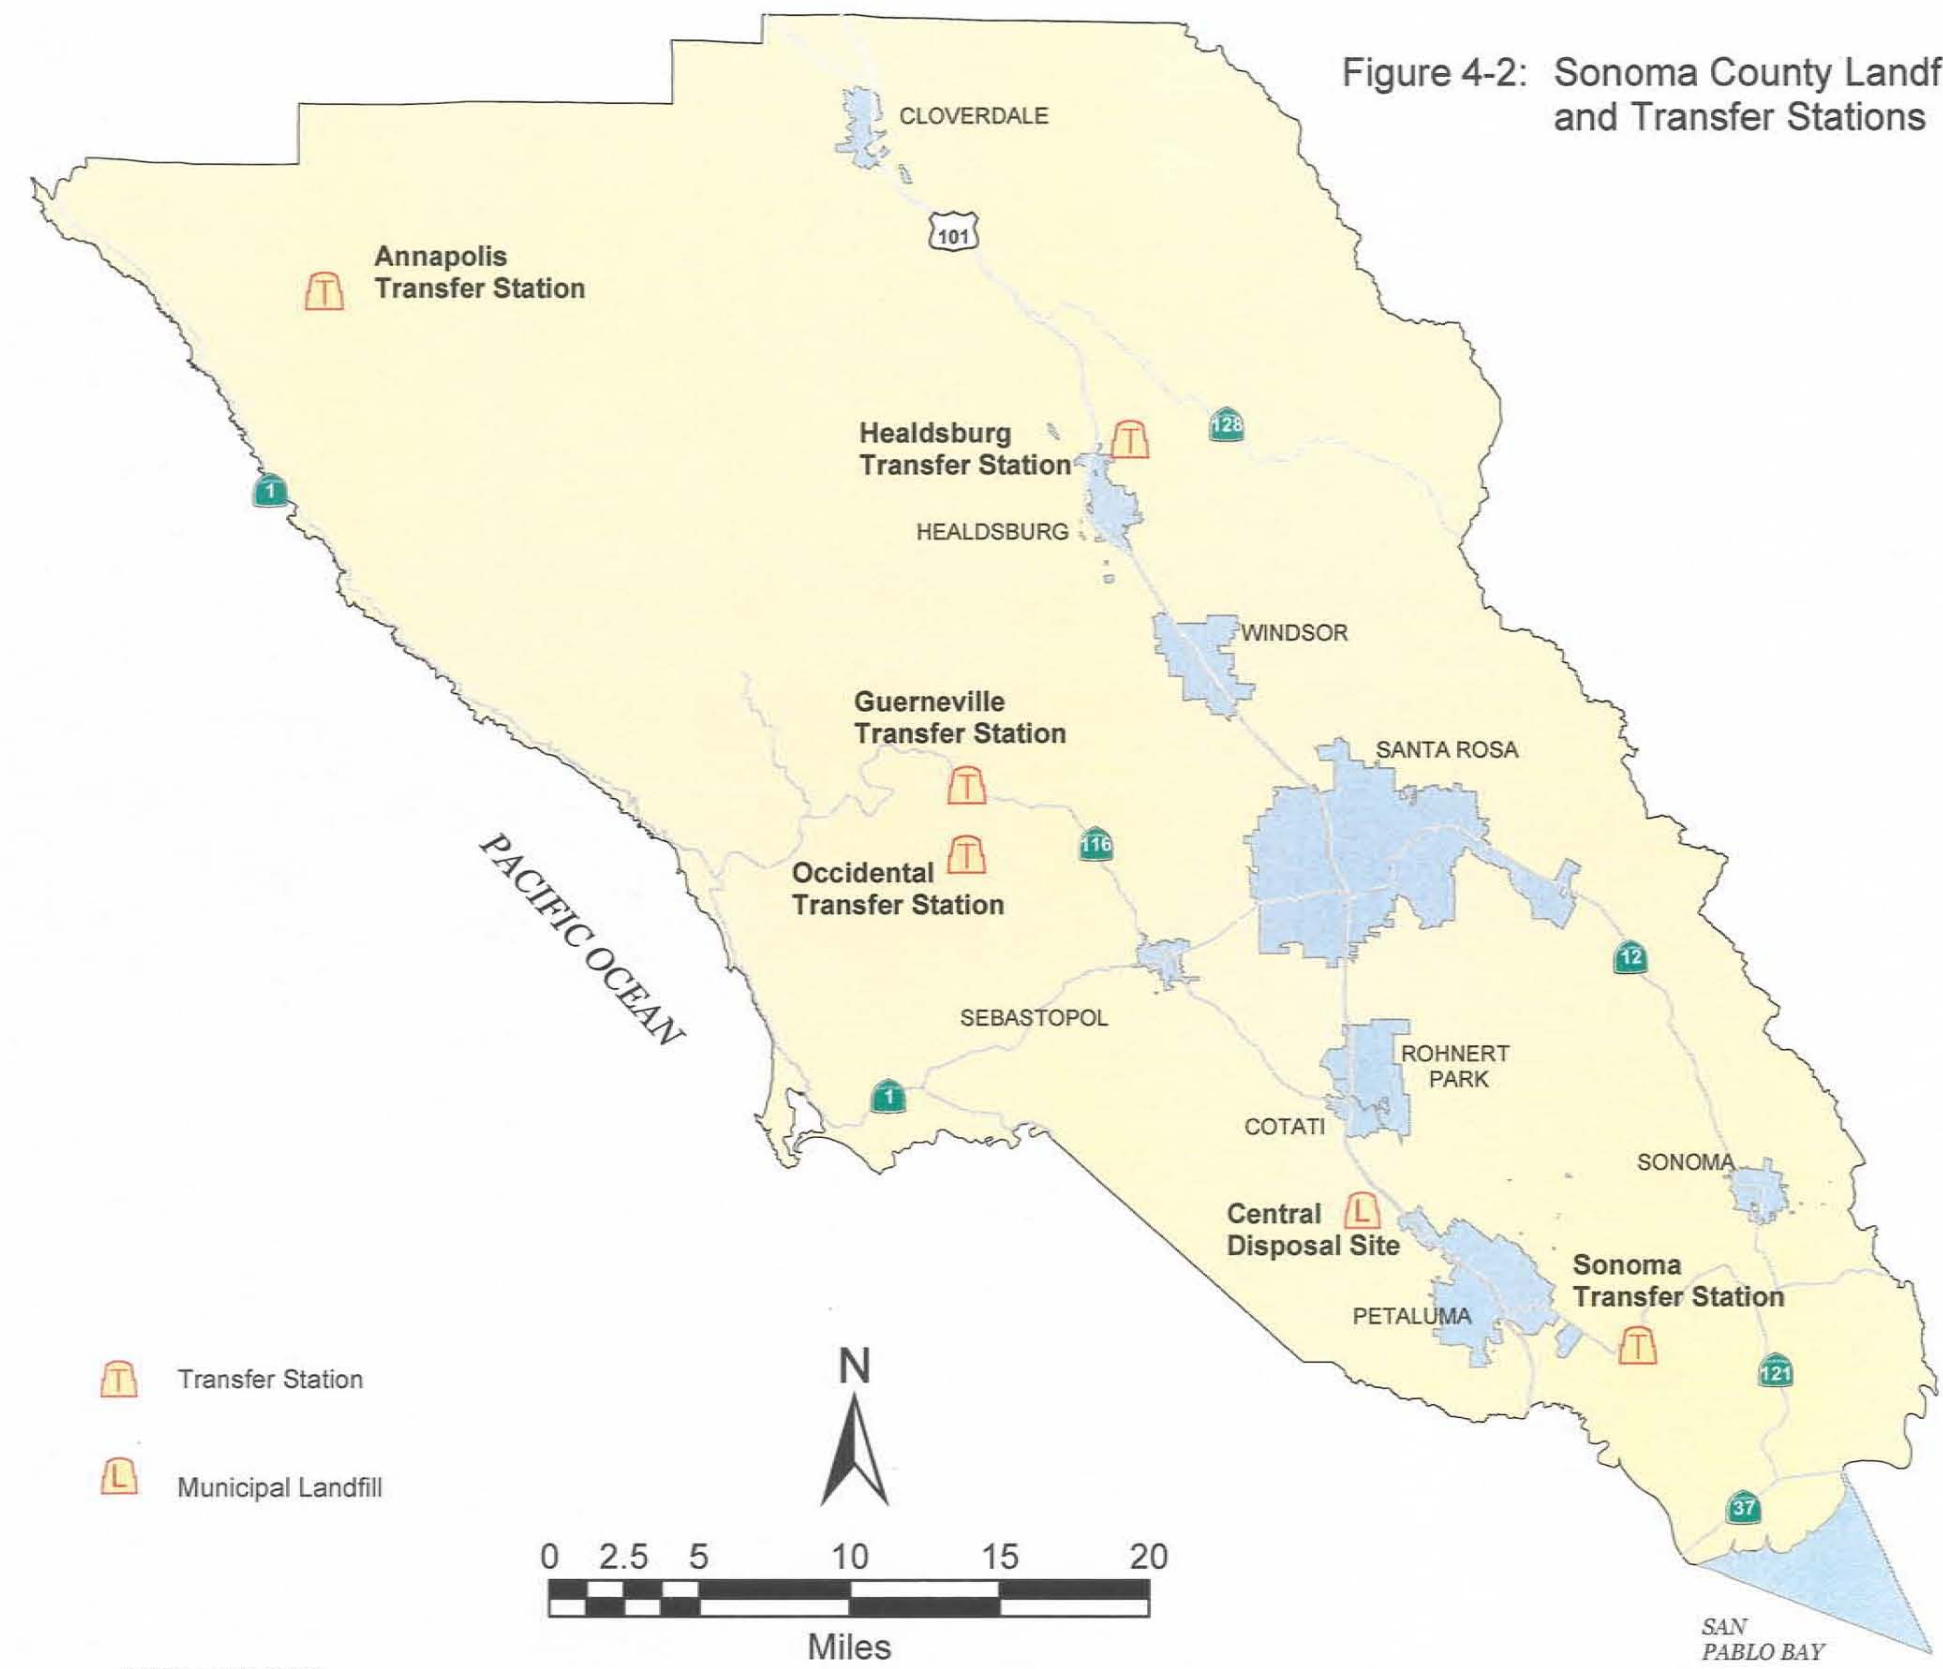 Figure 4-2: Sonoma County Landf
and Transfer Stations
CLOVERDALE
101
Annapolis
Transfer Station
T
Healdsburg
Transfer Station
T
128
1
HEALDSBURG
WINDSOR
Guerneville
Transfer Station
SANTA ROSA
T
116
Occidental
Transfer Station
T
PACIFIC OCEAN
12
SEBASTOPOL
ROHNERT
PARK
1
COTATI
SONOMA
Central
Disposal Site
L
Sonoma
Transfer Station
PETALUMA
T
121
N
T Transfer Station
L Municipal Landfill
37
0 2.5 5 10 15 20
Miles
SAN
PABLO BAY